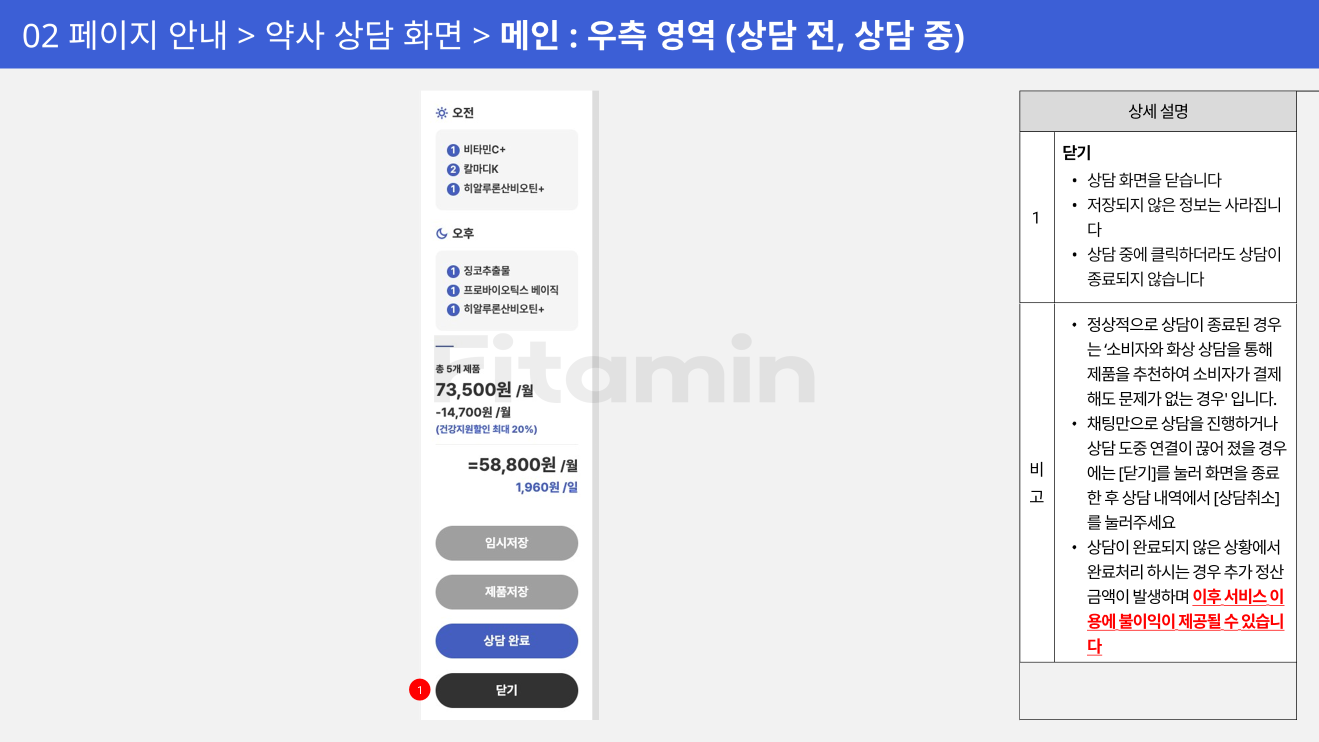 02 페이지 안내 > 약사 상담 화면 > 메인 : 우측 영역 (상담 전, 상담 중)
오전
1 비타민C+
2 칼마디K
1 히알루론산비오틴+
오후
1 징코추출물
1 프로바이오틱스 베이직
1 히알루론산비오틴+
총 5개 제품
73,500원 /월
-14,700원 /월
(건강지원할인 최대 20%)
=58,800원 /월
1,960원 /일
임시저장
제품저장
상담 완료
1 닫기
Fitamin
상세 설명
1
닫기
• 상담 화면을 닫습니다
• 저장되지 않은 정보는 사라집니
다
• 상담 중에 클릭하더라도 상담이
종료되지 않습니다
비
고
• 정상적으로 상담이 종료된 경우
는 ‘소비자와 화상 상담을 통해
제품을 추천하여 소비자가 결제
해도 문제가 없는 경우' 입니다.
• 채팅만으로 상담을 진행하거나
상담 도중 연결이 끊어 졌을 경우
에는 [닫기]를 눌러 화면을 종료
한 후 상담 내역에서 [상담취소]
를 눌러주세요
• 상담이 완료되지 않은 상황에서
완료처리 하시는 경우 추가 정산
금액이 발생하며 이후 서비스 이
용에 불이익이 제공될 수 있습니
다